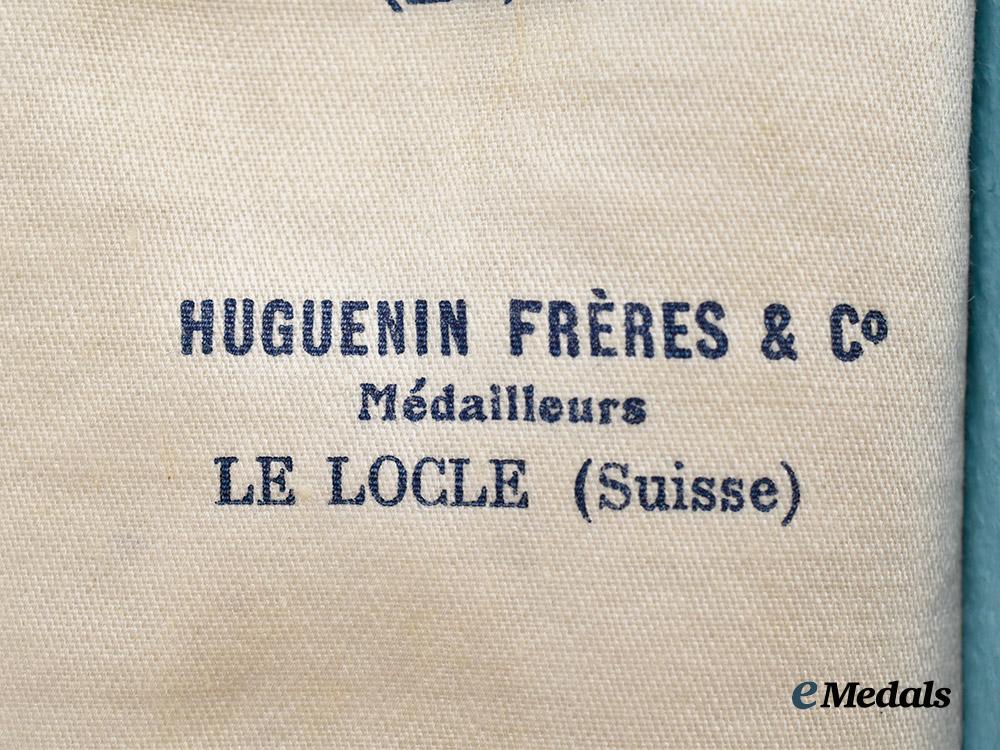 HUGUENIN FRÈRES & Cº
Médailleurs
LE LOCLE (Suisse)
eMedals